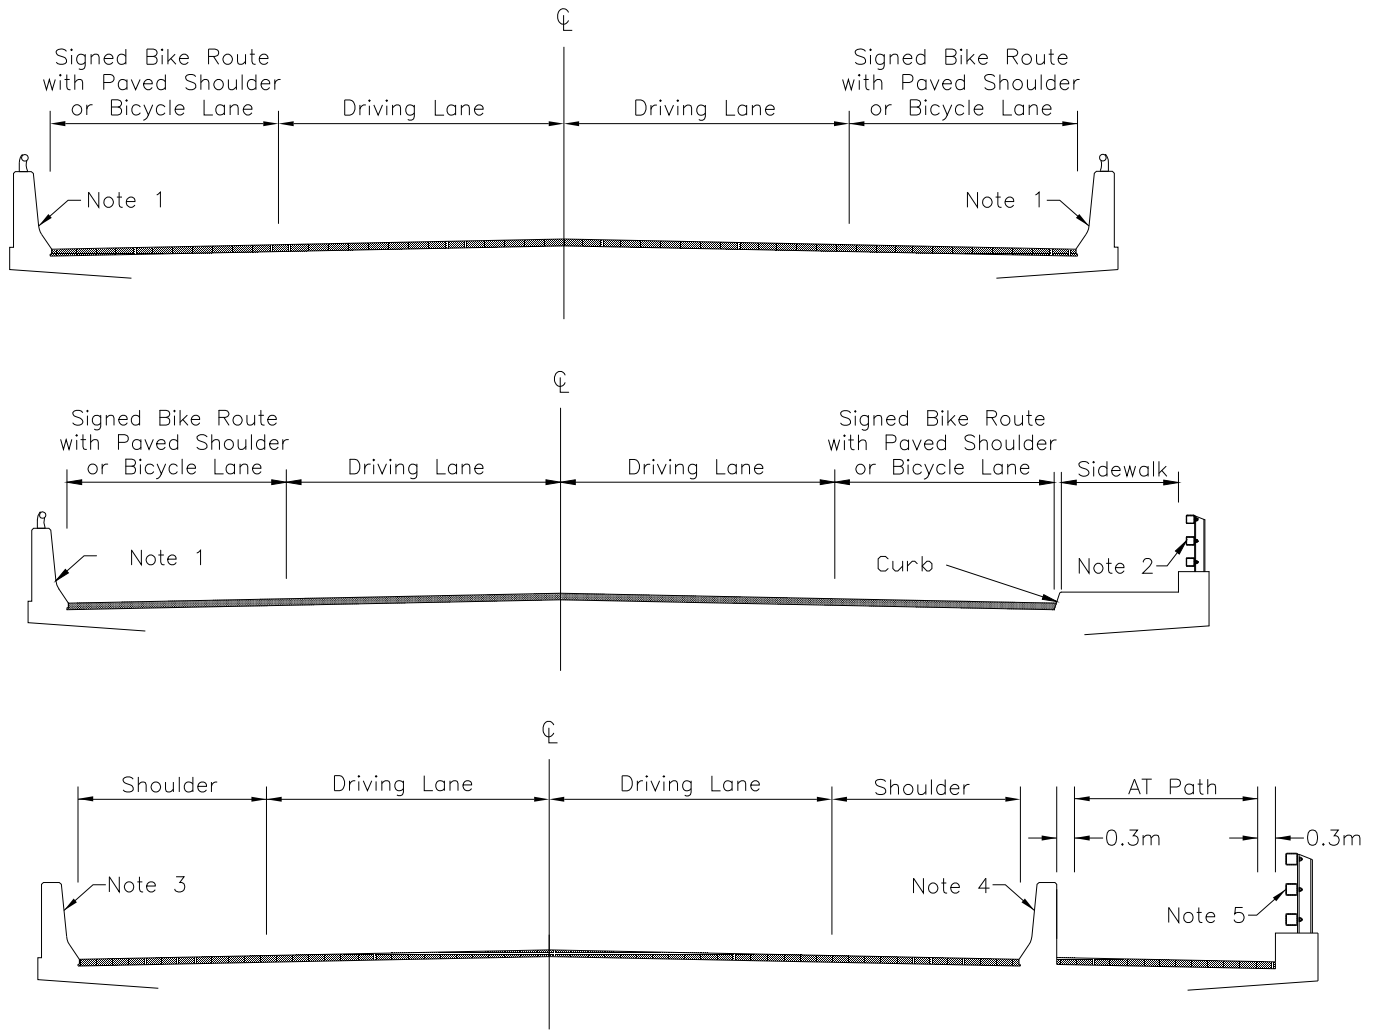 ℄
Signed Bike Route
with Paved Shoulder
or Bicycle Lane
Driving Lane
Driving Lane
Signed Bike Route
with Paved Shoulder
or Bicycle Lane
Note 1
Note 1
℄
Signed Bike Route
with Paved Shoulder
or Bicycle Lane
Driving Lane
Driving Lane
Signed Bike Route
with Paved Shoulder
or Bicycle Lane
Sidewalk
Note 1
Curb
Note 2
℄
Shoulder
Driving Lane
Driving Lane
Shoulder
AT Path
0.3m
0.3m
Note 3
Note 4
Note 5